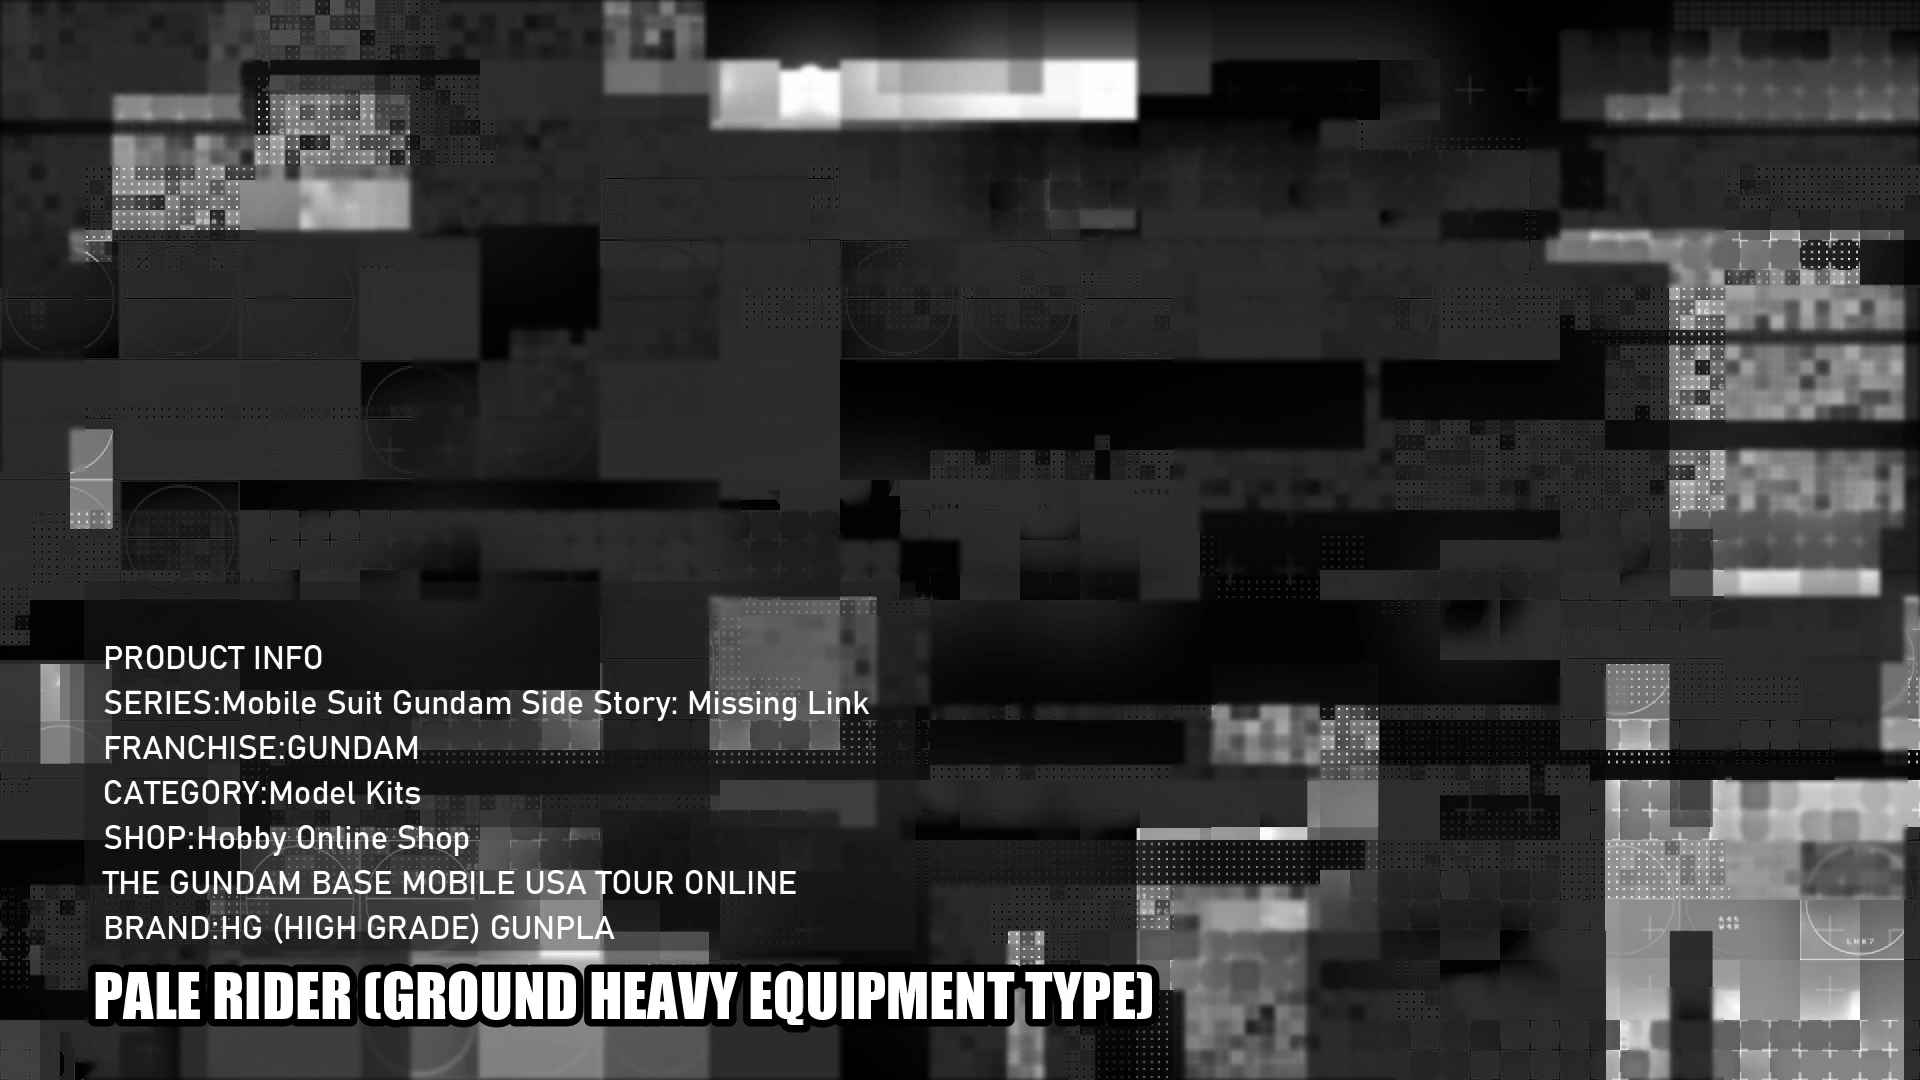 PRODUCT INFO
SERIES:Mobile Suit Gundam Side Story: Missing Link
FRANCHISE:GUNDAM
CATEGORY:Model Kits
SHOP:Hobby Online Shop
THE GUNDAM BASE MOBILE USA TOUR ONLINE
BRAND:HG (HIGH GRADE) GUNPLA
PALE RIDER (GROUND HEAVY EQUIPMENT TYPE)